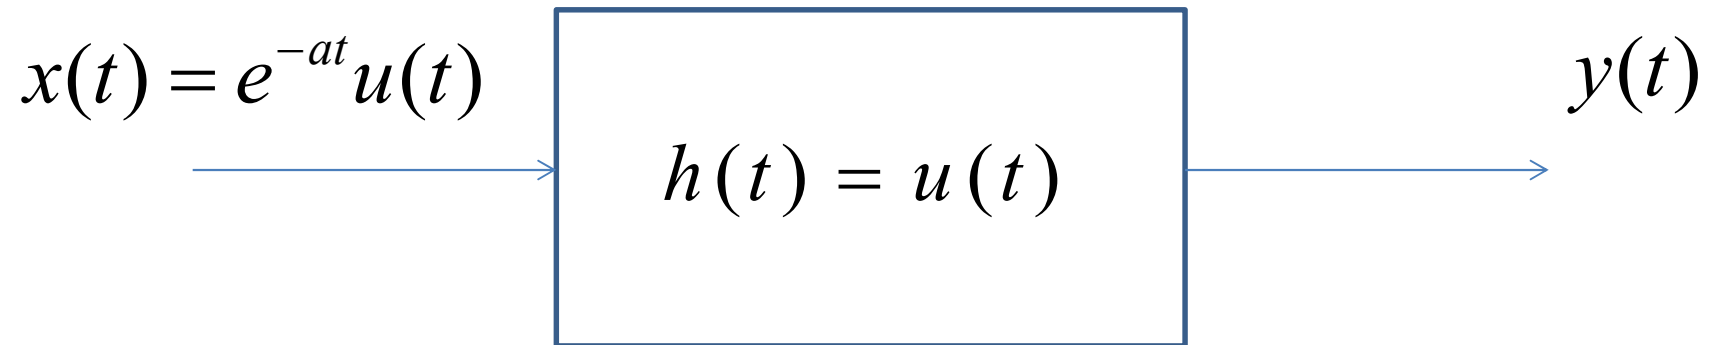 x(t) = e^{-at}u(t)
h(t) = u(t)
y(t)